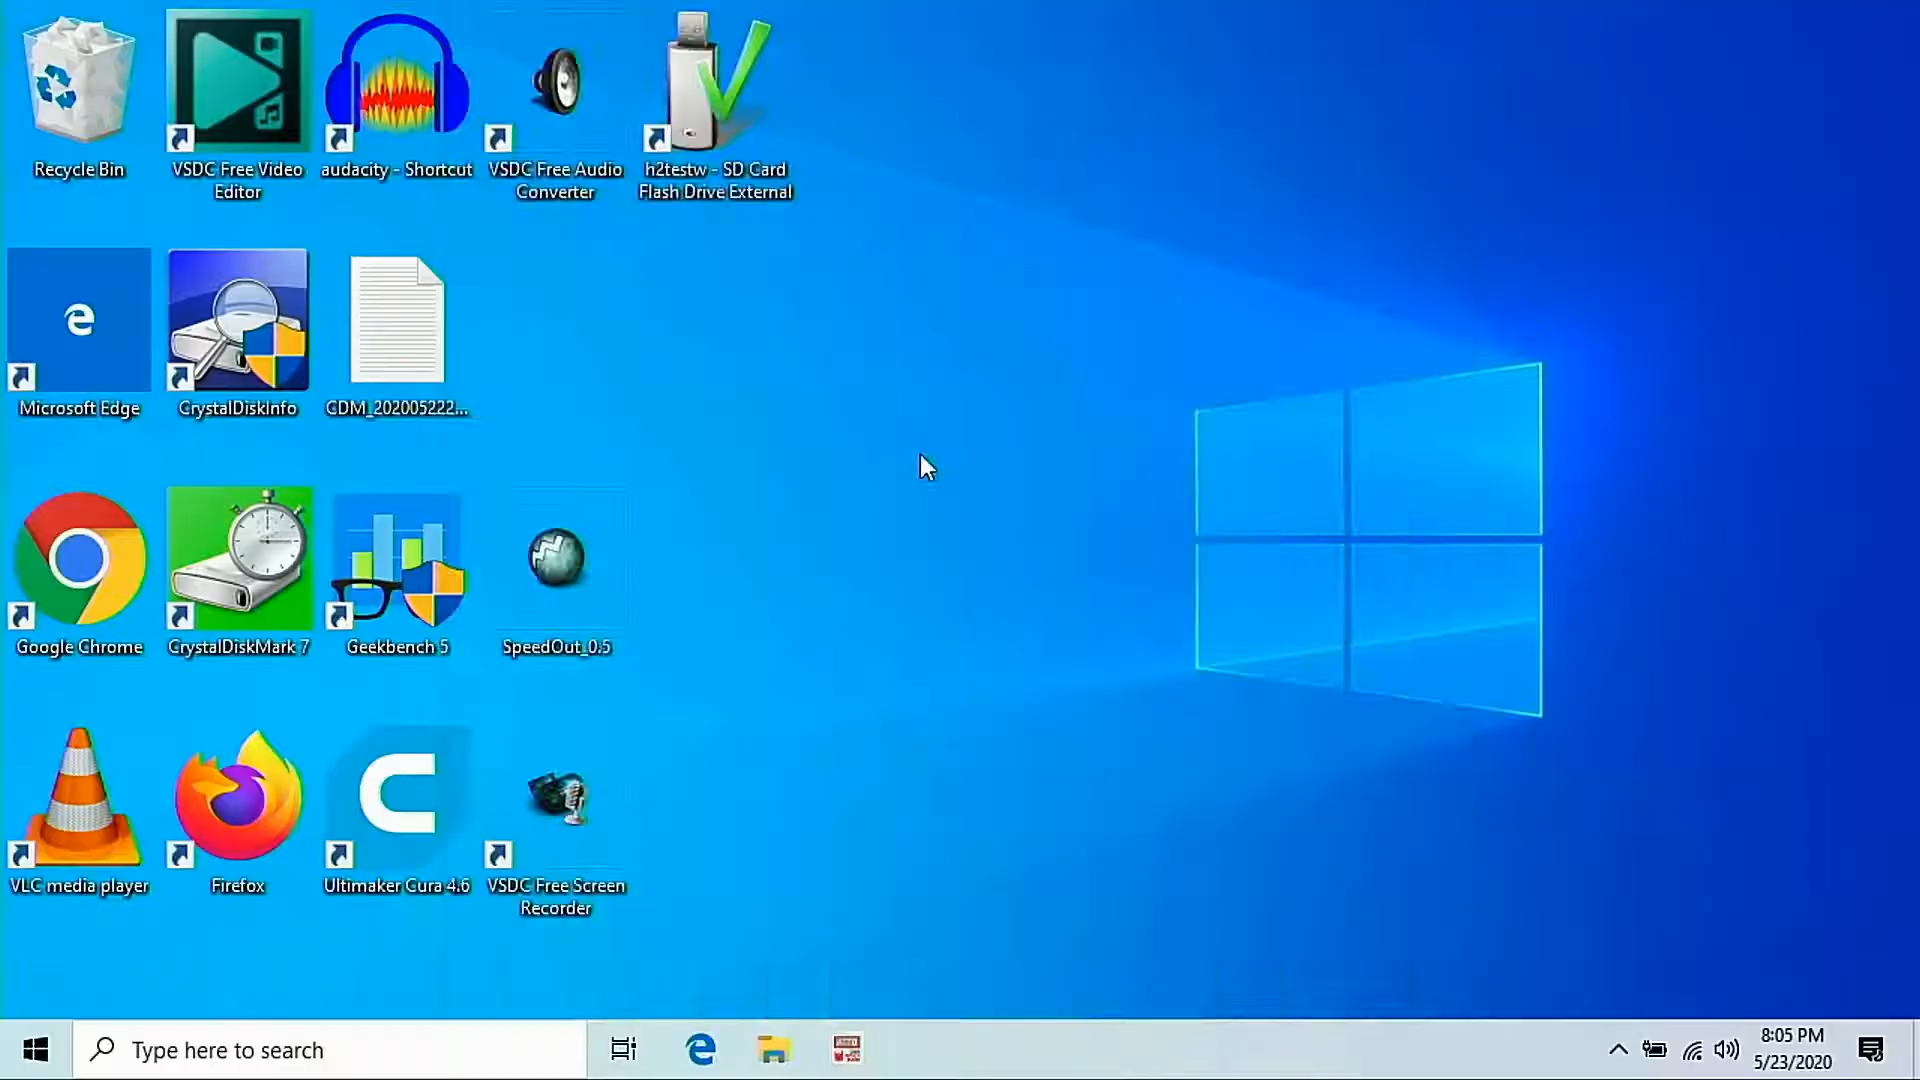 Recycle Bin
VSDC Free Video
Editor
audacity - Shortcut
VSDC Free Audio
Converter
h2testw - SD Card
Flash Drive External
Microsoft Edge
CrystalDiskInfo
CDM_202005222...
Google Chrome
CrystalDiskMark 7
Geekbench 5
SpeedOut_0.5
VLC media player
Firefox
Ultimaker Cura 4.6
VSDC Free Screen
Recorder
Type here to search
8:05 PM
5/23/2020